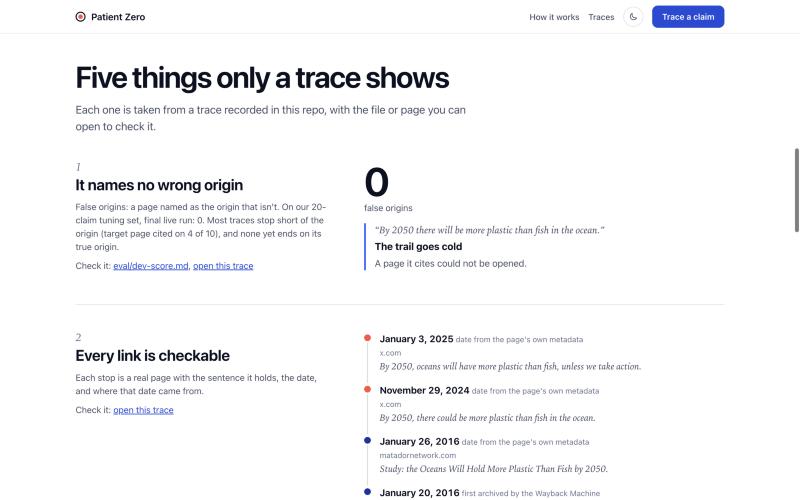 Patient Zero
How it works
Traces
Trace a claim
Five things only a trace shows
Each one is taken from a trace recorded in this repo, with the file or page you can
open to check it.
1
It names no wrong origin
False origins: a page named as the origin that isn't. On our 20-
claim tuning set, final live run: 0. Most traces stop short of the
origin (target page cited on 4 of 10), and none yet ends on its
true origin.
Check it: eval/dev-score.md, open this trace
0
false origins
"By 2050 there will be more plastic than fish in the ocean."
The trail goes cold
A page it cites could not be opened.
2
Every link is checkable
Each stop is a real page with the sentence it holds, the date,
and where that date came from.
Check it: open this trace
January 3, 2025 date from the page's own metadata
x.com
By 2050, oceans will have more plastic than fish, unless we take action.
November 29, 2024 date from the page's own metadata
x.com
By 2050, there could be more plastic than fish in the ocean.
January 26, 2016 date from the page's own metadata
matadornetwork.com
Study: the Oceans Will Hold More Plastic Than Fish by 2050.
January 20, 2016 first archived by the Wayback Machine